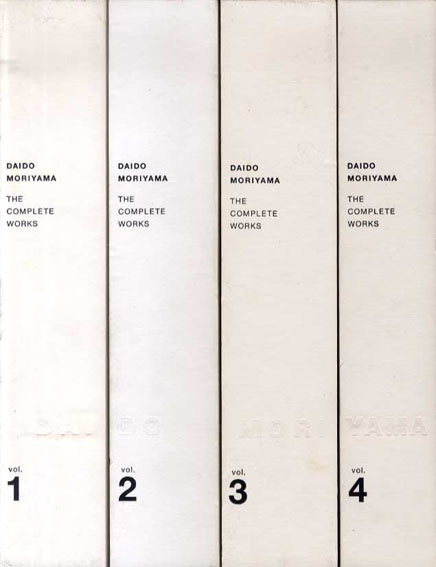 DAIDO
MORIYAMA
THE
COMPLETE
WORKS
vol.
1
DAIDO
MORIYAMA
THE
COMPLETE
WORKS
vol.
2
DAIDO
MORIYAMA
THE
COMPLETE
WORKS
vol.
3
DAIDO
MORIYAMA
THE
COMPLETE
WORKS
vol.
4